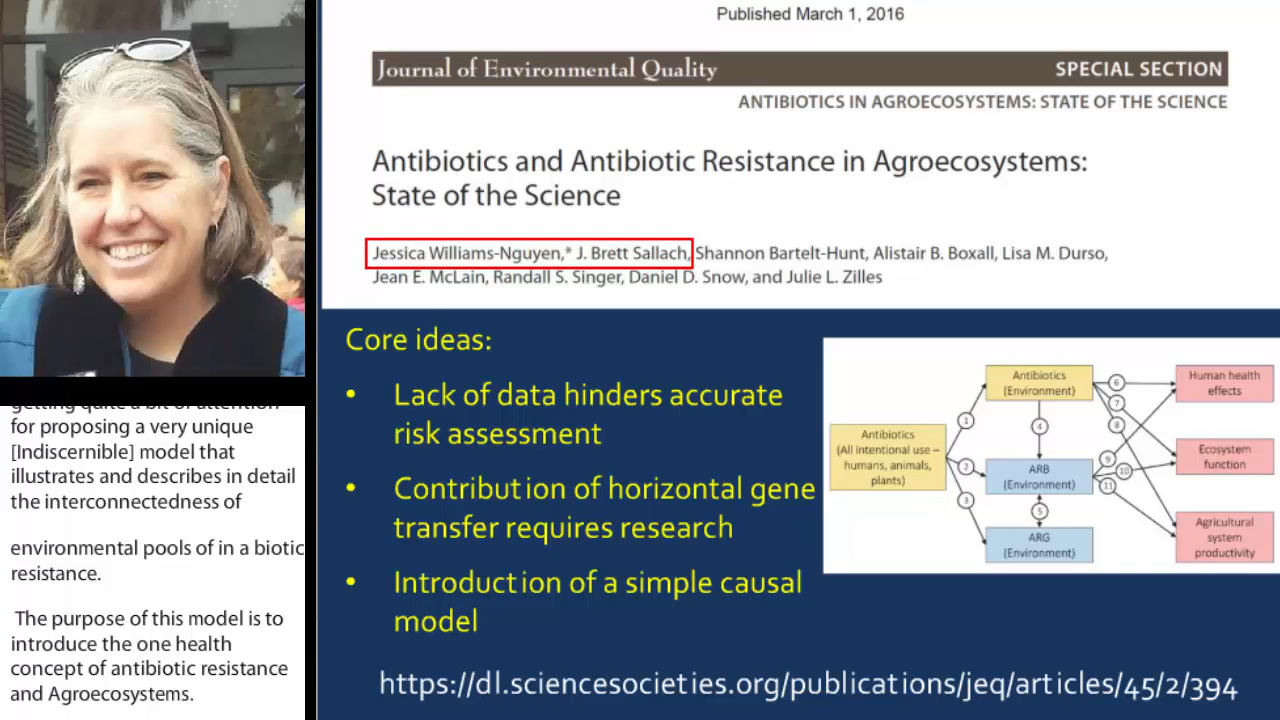 Published March 1, 2016
Journal of Environmental Quality
SPECIAL SECTION
ANTIBIOTICS IN AGROECOSYSTEMS: STATE OF THE SCIENCE
Antibiotics and Antibiotic Resistance in Agroecosystems:
State of the Science
Jessica Williams-Nguyen,* J. Brett Sallach, Shannon Bartelt-Hunt, Alistair B. Boxall, Lisa M. Durso,
Jean E. McLain, Randall S. Singer, Daniel D. Snow, and Julie L. Zilles
Core ideas:
• Lack of data hinders accurate
risk assessment
• Contribution of horizontal gene
transfer requires research
• Introduction of a simple causal
model
Antibiotics
(All intentional use –
humans, animals,
plants)
1
2
3
Antibiotics
(Environment)
4
ARB
(Environment)
5
ARG
(Environment)
6
7
8
9
10
11
Human health
effects
Ecosystem
function
Agricultural
system
productivity
https://dl.sciencesocieties.org/publications/jeq/articles/45/2/394
getting quite a bit of attention
for proposing a very unique
[Indiscernible] model that
illustrates and describes in detail
the interconnectedness of
environmental pools of in a biotic
resistance.
The purpose of this model is to
introduce the one health
concept of antibiotic resistance
and Agroecosystems.